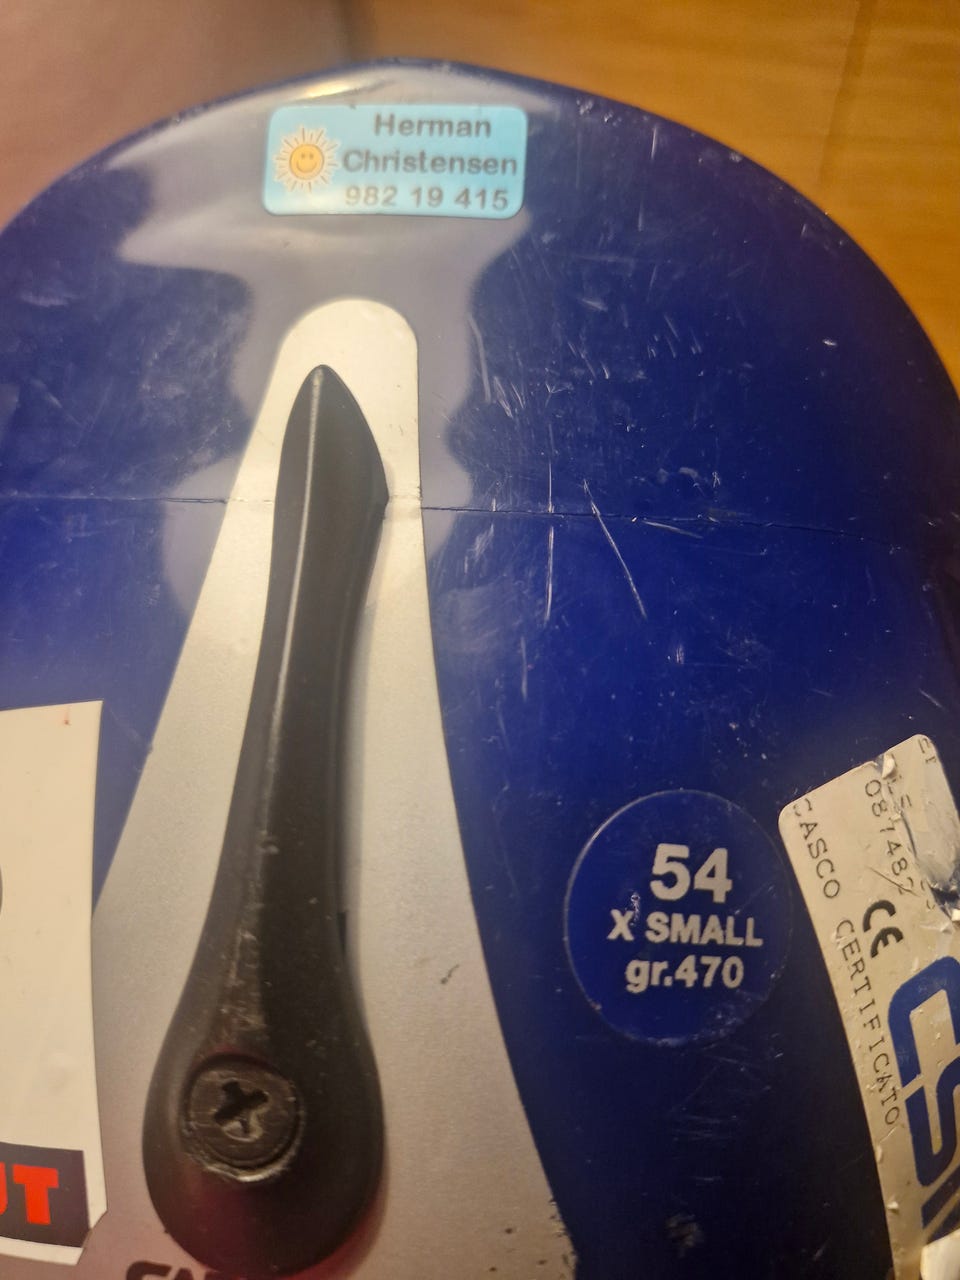 Herman
Christensen
982 19 415
54
X SMALL
gr.470
CE
CASCO CERTIFICATO